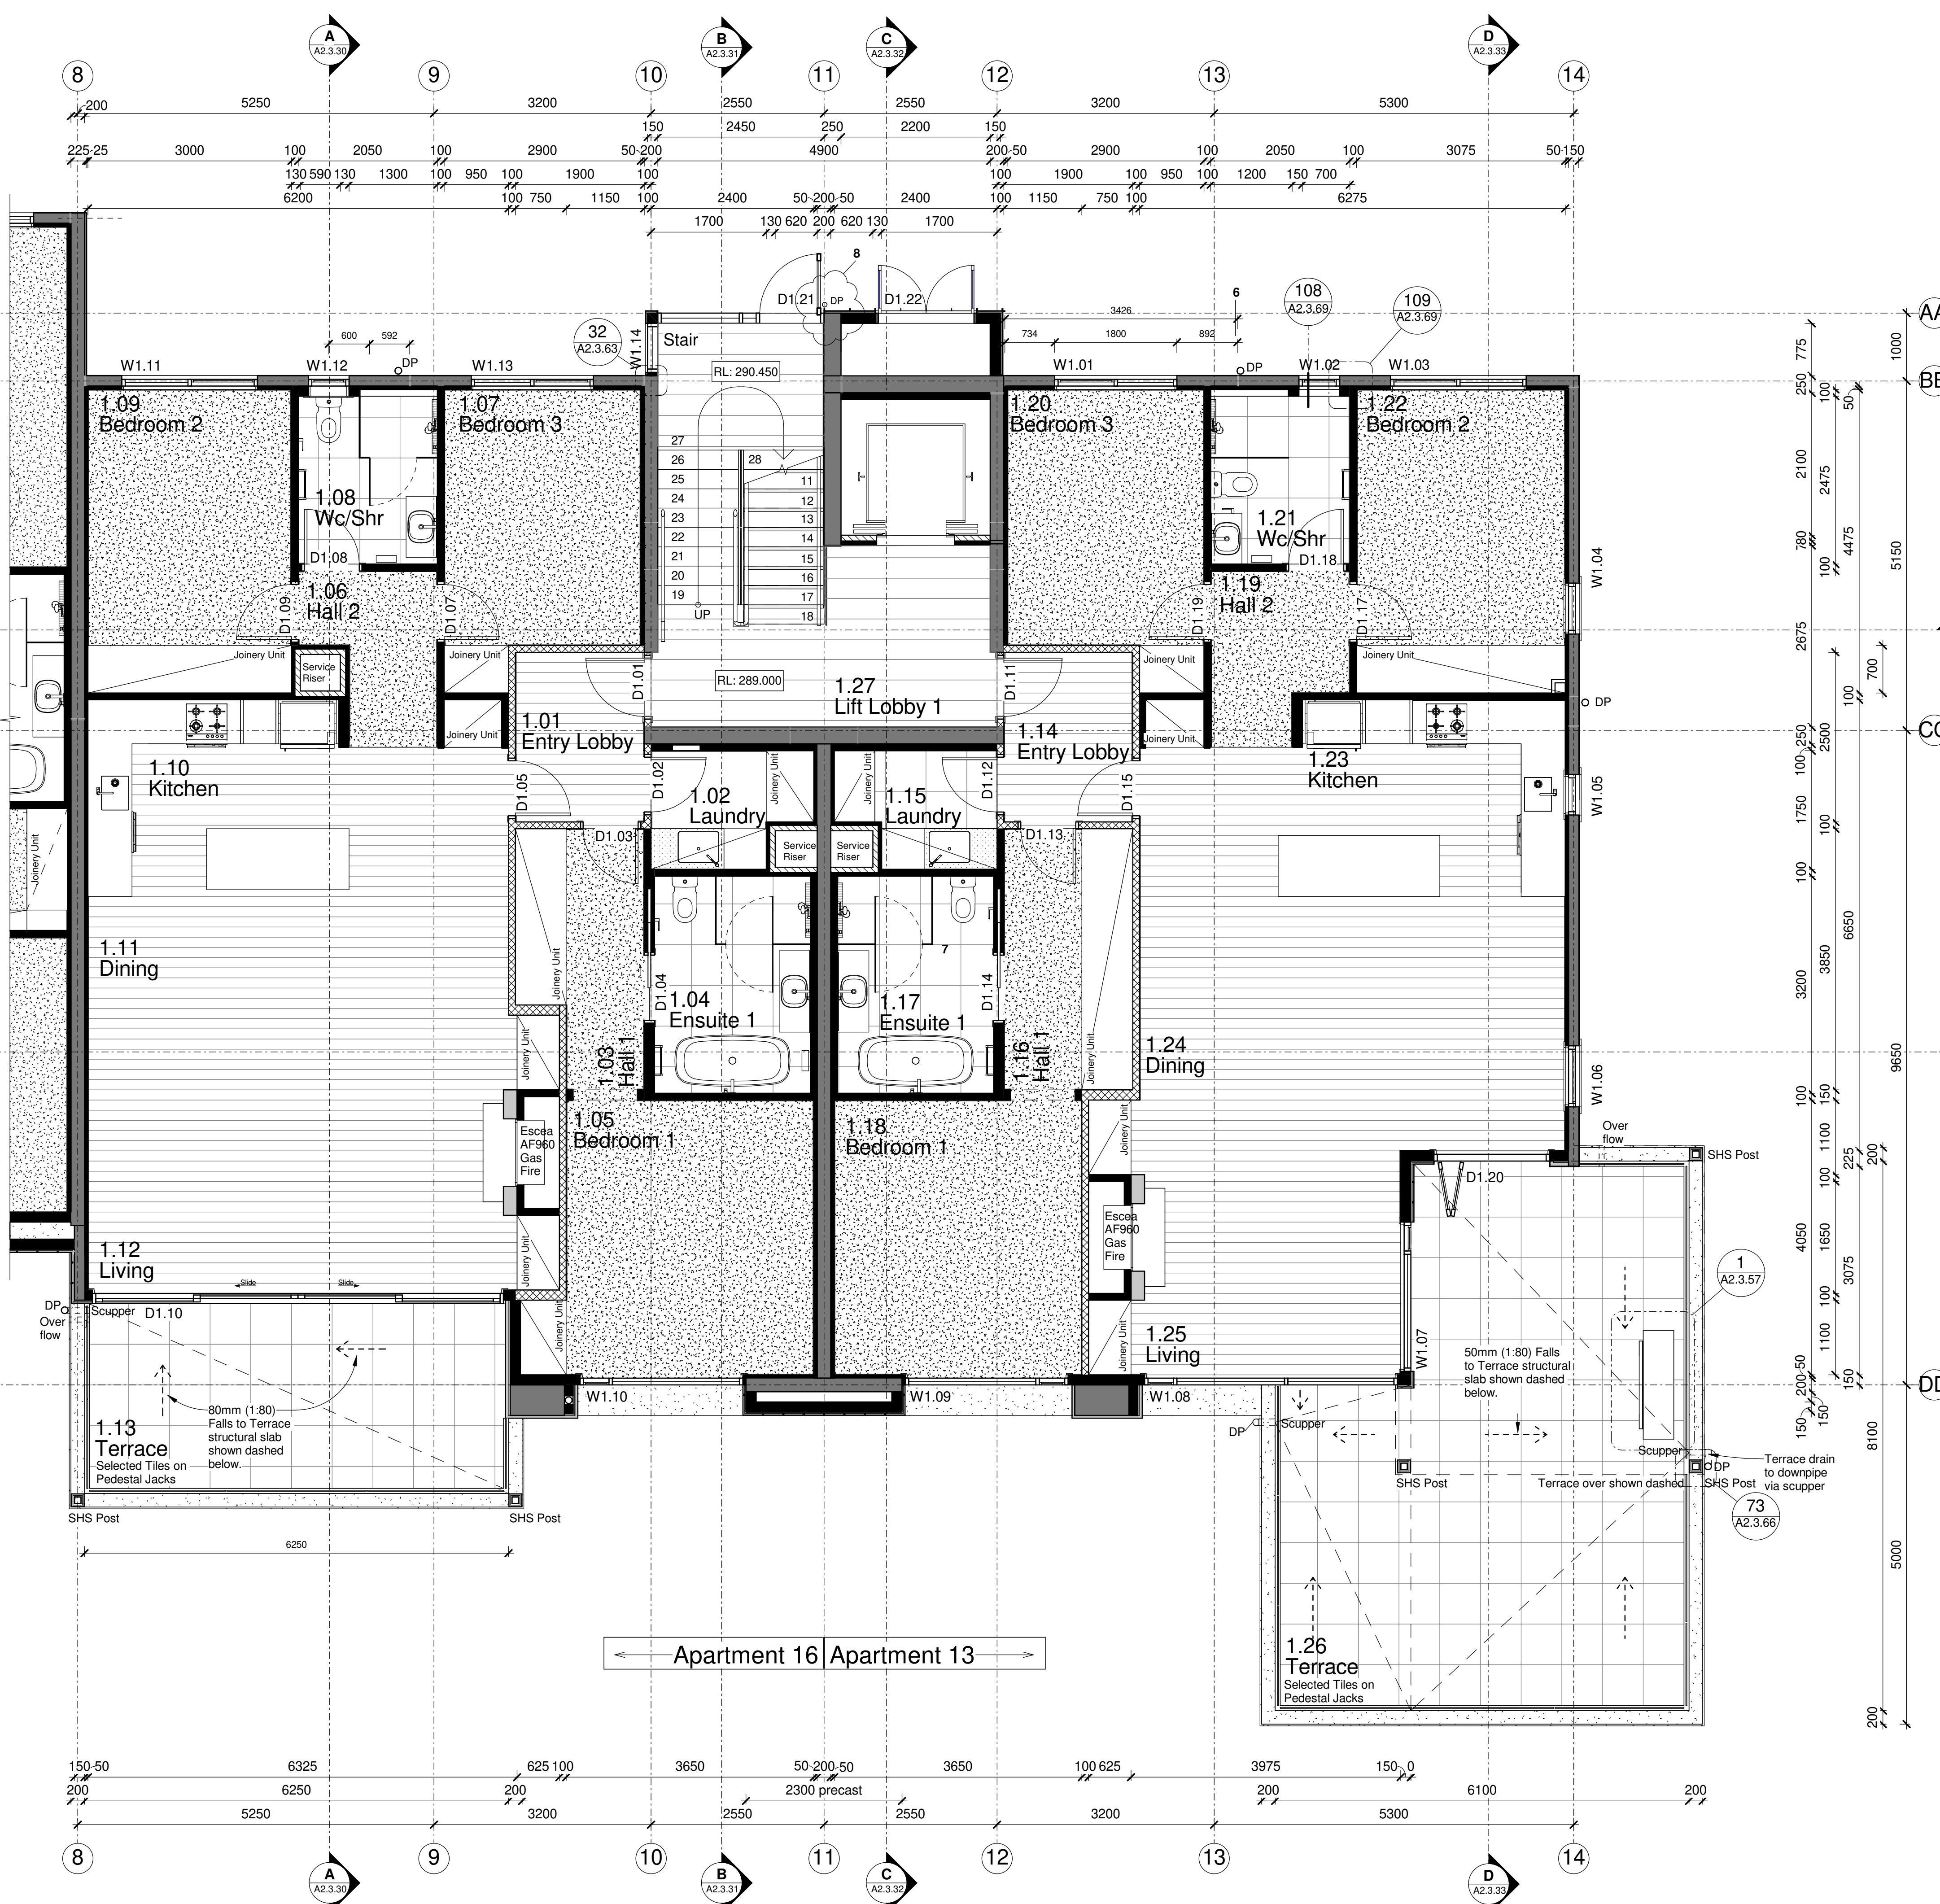 A
A2.3.30
B
A2.3.31
C
A2.3.32
D
A2.3.33
8
9
10
11
12
13
14
200
5250
3200
2550
2550
3200
5300
150
2450
250
2200
150
225
25
3000
100
2050
100
2900
50
200
4900
200
50
2900
100
2050
100
3075
50
150
130
590
130
1300
100
950
100
1900
100
100
1900
100
950
100
1200
150
700
6200
100
750
1150
100
2400
50
200
50
2400
100
1150
750
100
6275
1700
130
620
200
620
130
1700
8
D1.21
DP
D1.22
6
108
A2.3.69
109
A2.3.69
AA
3426
734
1800
892
600
592
32
A2.3.63
W1.14
Stair
RL: 290.450
W1.11
W1.12
DP
W1.13
W1.01
DP
W1.02
W1.03
BB
775
1000
250
100
50
1.09
Bedroom 2
1.07
Bedroom 3
1.20
Bedroom 3
1.22
Bedroom 2
27
26
25
24
23
22
21
20
19
28
11
12
13
14
15
16
17
18
UP
1.08
Wc/Shr
D1.08
1.21
Wc/Shr
D1.18
2100
2475
780
4475
5150
100
W1.04
1.06
Hall 2
D1.09
D1.07
1.19
Hall 2
D1.19
D1.17
Joinery Unit
Service
Riser
Joinery Unit
Joinery Unit
Joinery Unit
2675
700
100
D1.01
RL: 289.000
1.27
Lift Lobby 1
D1.11
DP
1.01
Entry Lobby
Joinery Unit
1.14
Entry Lobby
Joinery Unit
CC
250
2500
100
1.10
Kitchen
D1.05
D1.02
1.02
Laundry
Joinery Unit
Joinery Unit
1.15
Laundry
D1.12
D1.15
1.23
Kitchen
W1.05
1750
100
100
Joinery Unit
D1.03
Service
Riser
Service
Riser
D1.13
1.11
Dining
Joinery Unit
D1.04
1.04
Ensuite 1
7
1.17
Ensuite 1
D1.14
6650
3850
3200
9650
Joinery Unit
1.03
Hall 1
1.16
Hall 1
Joinery Unit
1.24
Dining
W1.06
100
150
Escea
AF960
Gas
Fire
1.05
Bedroom 1
1.18
Bedroom 1
Joinery Unit
Over
flow
SHS Post
1100
225
200
100
D1.20
Escea
AF960
Gas
Fire
4050
1650
3075
1
A2.3.57
1.12
Living
Slide
Slide
Joinery Unit
DP
Over
flow
Scupper
D1.10
Joinery Unit
Joinery Unit
1.25
Living
W1.07
50mm (1:80) Falls
to Terrace structural
slab shown dashed
below.
100
1100
50
200
150
150
150
DD
W1.10
W1.09
W1.08
80mm (1:80)
Falls to Terrace
structural slab
shown dashed
below.
1.13
Terrace
Selected Tiles on
Pedestal Jacks
DP
Scupper
Scupper
DP
Terrace drain
to downpipe
via scupper
SHS Post
Terrace over shown dashed
SHS Post
73
A2.3.66
8100
5000
200
SHS Post
SHS Post
6250
Apartment 16
Apartment 13
1.26
Terrace
Selected Tiles on
Pedestal Jacks
150
50
6325
625
100
3650
50
200
50
3650
100
625
3975
150
0
200
6250
200
2300 precast
200
6100
200
5250
3200
2550
2550
3200
5300
8
9
10
11
12
13
14
A
A2.3.30
B
A2.3.31
C
A2.3.32
D
A2.3.33